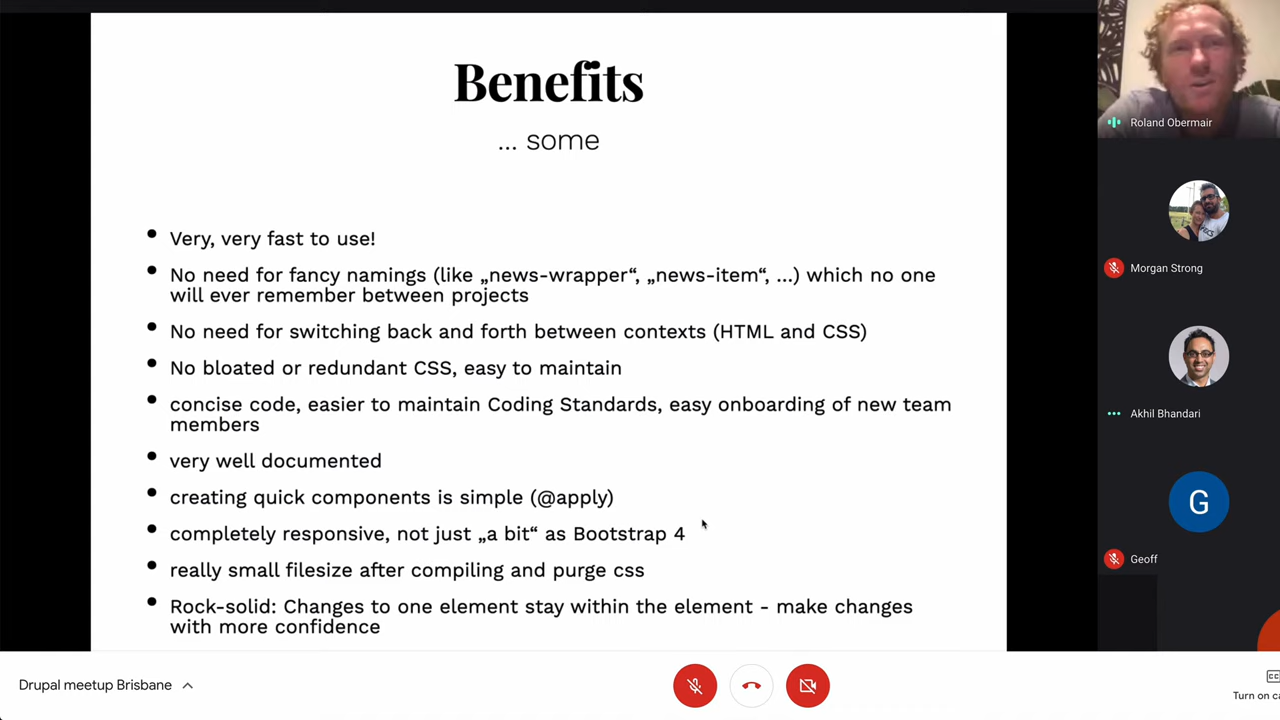 Benefits
... some
Very, very fast to use!
No need for fancy namings (like „news-wrapper“, „news-item“, ...) which no one
will ever remember between projects
No need for switching back and forth between contexts (HTML and CSS)
No bloated or redundant CSS, easy to maintain
concise code, easier to maintain Coding Standards, easy onboarding of new team
members
very well documented
creating quick components is simple (@apply)
completely responsive, not just „a bit“ as Bootstrap 4
really small filesize after compiling and purge css
Rock-solid: Changes to one element stay within the element - make changes
with more confidence
Roland Obermair
Morgan Strong
Akhil Bhandari
G
Geoff
Drupal meetup Brisbane
CC
Turn on ca